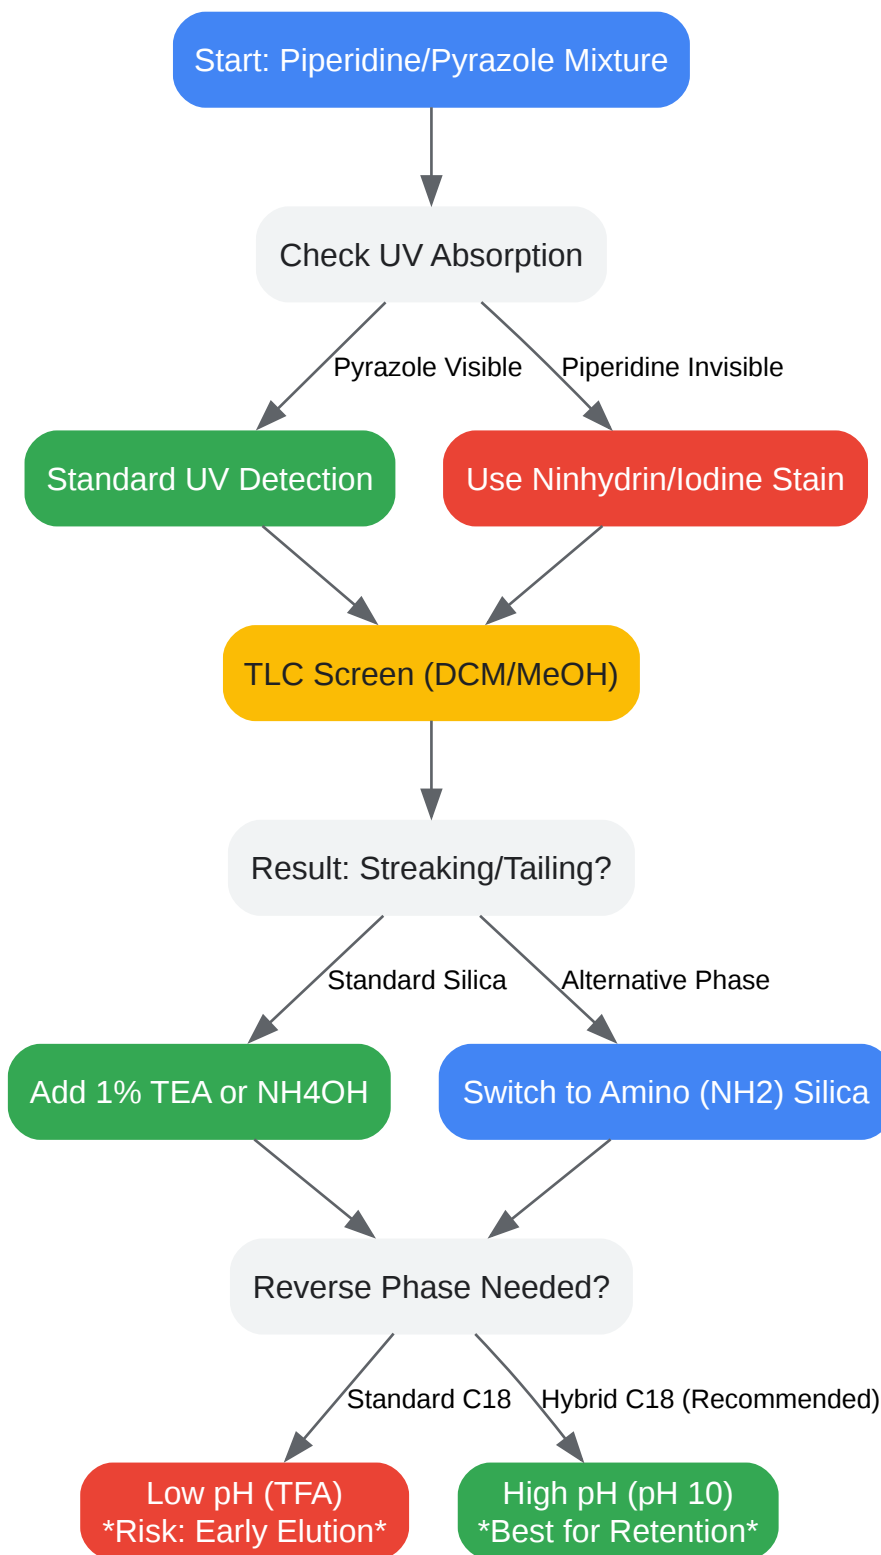 Start: Piperidine/Pyrazole Mixture
Check UV Absorption
Pyrazole Visible
Piperidine Invisible
Standard UV Detection
Use Ninhydrin/Iodine Stain
TLC Screen (DCM/MeOH)
Result: Streaking/Tailing?
Standard Silica
Alternative Phase
Add 1% TEA or NH4OH
Switch to Amino (NH2) Silica
Reverse Phase Needed?
Standard C18
Hybrid C18 (Recommended)
Low pH (TFA)
*Risk: Early Elution*
High pH (pH 10)
*Best for Retention*